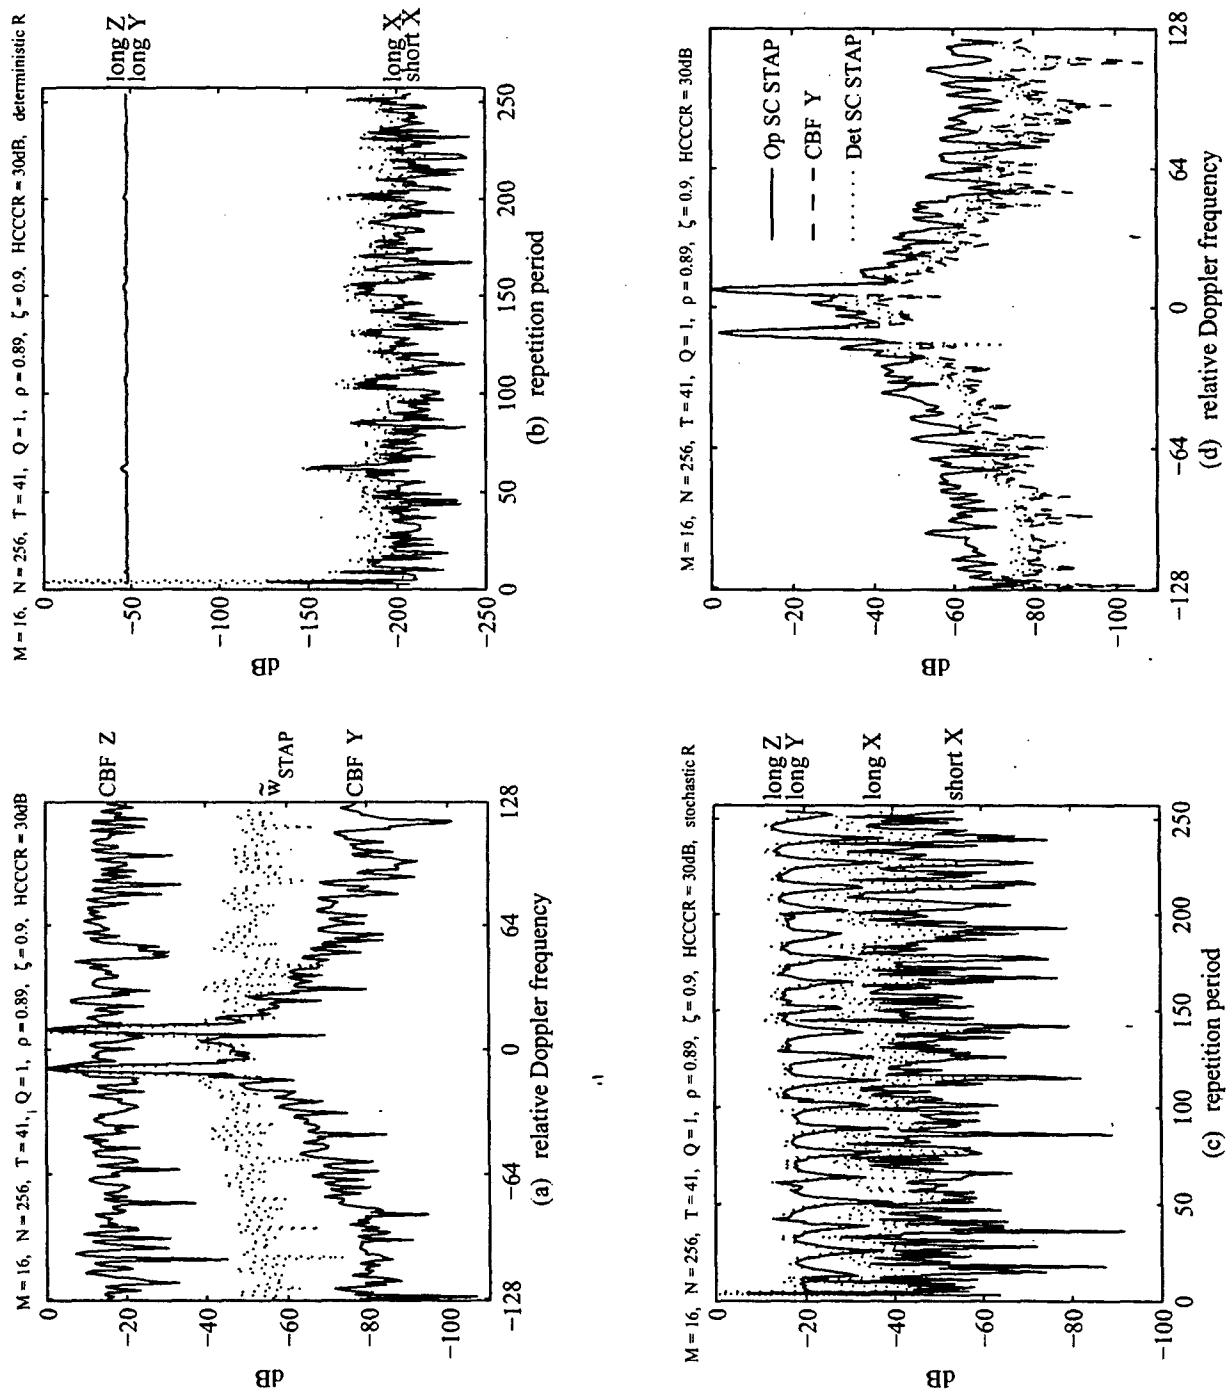 M = 16, N = 256, T = 41, Q = 1, ρ = 0.89, ζ = 0.9, HCCCR = 30dB
0
−20
−40
−60
−80
−100
dB
−128
−64
0
64
128
CBF Z
w̃STAP
CBF Y
(a) relative Doppler frequency
M = 16, N = 256, T = 41, Q = 1, ρ = 0.89, ζ = 0.9, HCCCR = 30dB, deterministic R
0
−50
−100
−150
−200
−250
dB
0
50
100
150
200
250
long Z
long Y
long X
short X
(b) repetition period
M = 16, N = 256, T = 41, Q = 1, ρ = 0.89, ζ = 0.9, HCCCR = 30dB, stochastic R
0
−20
−40
−60
−80
−100
dB
0
50
100
150
200
250
long Z
long Y
long X
short X
(c) repetition period
M = 16, N = 256, T = 41, Q = 1, ρ = 0.89, ζ = 0.9, HCCCR = 30dB
0
−20
−40
−60
−80
−100
dB
−128
−64
0
64
128
Op SC STAP
CBF Y
Det SC STAP
(d) relative Doppler frequency